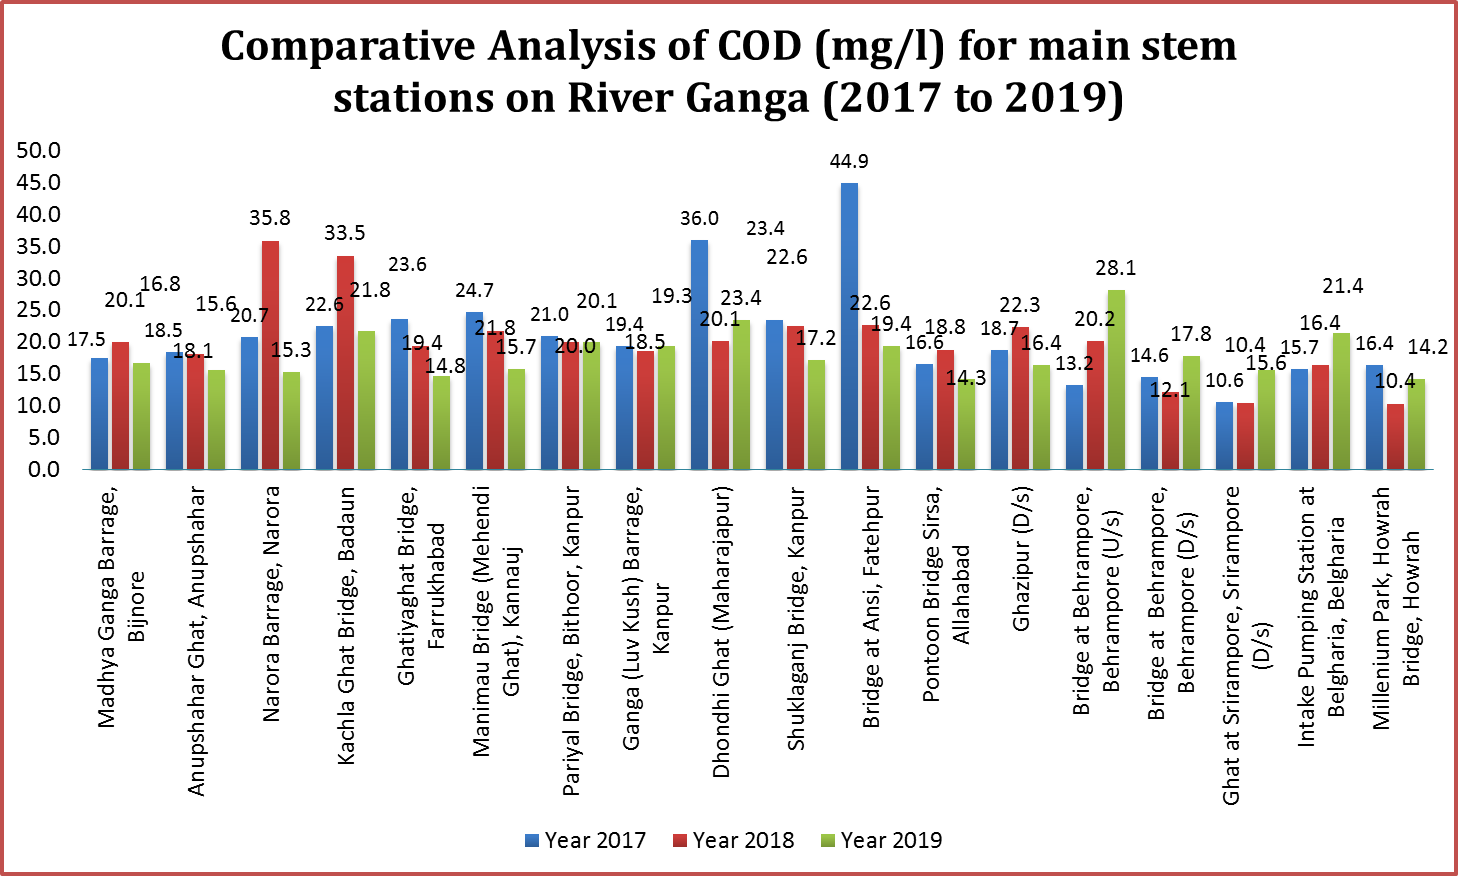 Comparative Analysis of COD (mg/l) for main stem
stations on River Ganga (2017 to 2019)
50.0
45.0
40.0
35.0
30.0
25.0
20.0
15.0
10.0
5.0
0.0
17.5
20.1
16.8
18.5
18.1
15.6
20.7
35.8
15.3
22.6
33.5
21.8
23.6
19.4
14.8
24.7
21.8
15.7
21.0
20.0
20.1
19.4
18.5
19.3
36.0
20.1
23.4
23.4
22.6
17.2
44.9
22.6
19.4
16.6
18.8
14.3
18.7
22.3
16.4
13.2
20.2
28.1
14.6
12.1
17.8
10.6
10.4
15.6
15.7
16.4
21.4
16.4
10.4
14.2
Madhya Ganga Barrage,
Bijnore
Anupshahar Ghat, Anupshahar
Narora Barrage, Narora
Kachla Ghat Bridge, Badaun
Ghatiyaghat Bridge,
Farrukhabad
Manimau Bridge (Mehendi
Ghat), Kannauj
Pariyal Bridge, Bithoor, Kanpur
Ganga (Luv Kush) Barrage,
Kanpur
Dhondhi Ghat (Maharajapur)
Shuklaganj Bridge, Kanpur
Bridge at Ansi, Fatehpur
Pontoon Bridge Sirsa,
Allahabad
Ghazipur (D/s)
Bridge at Behrampore,
Behrampore (U/s)
Bridge at Behrampore,
Behrampore (D/s)
Ghat at Srirampore, Srirampore
(D/s)
Intake Pumping Station at
Belgharia, Belgharia
Millenium Park, Howrah
Bridge, Howrah
Year 2017
Year 2018
Year 2019